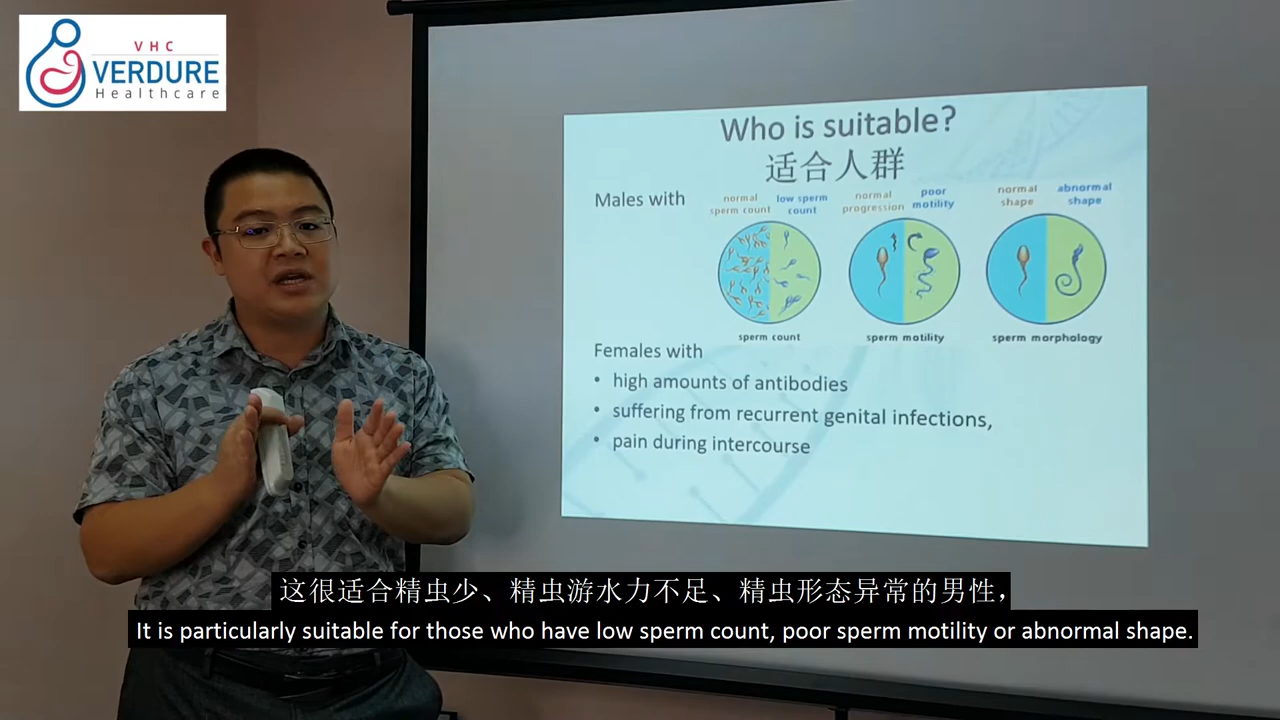 VHC
VERDURE
Healthcare
Who is suitable?
适合人群
Males with
normal
sperm count
low sperm
count
normal
progression
poor
motility
normal
shape
abnormal
shape
sperm count
sperm motility
sperm morphology
Females with
• high amounts of antibodies
• suffering from recurrent genital infections,
• pain during intercourse
这很适合精虫少、精虫游水力不足、精虫形态异常的男性，
It is particularly suitable for those who have low sperm count, poor sperm motility or abnormal shape.